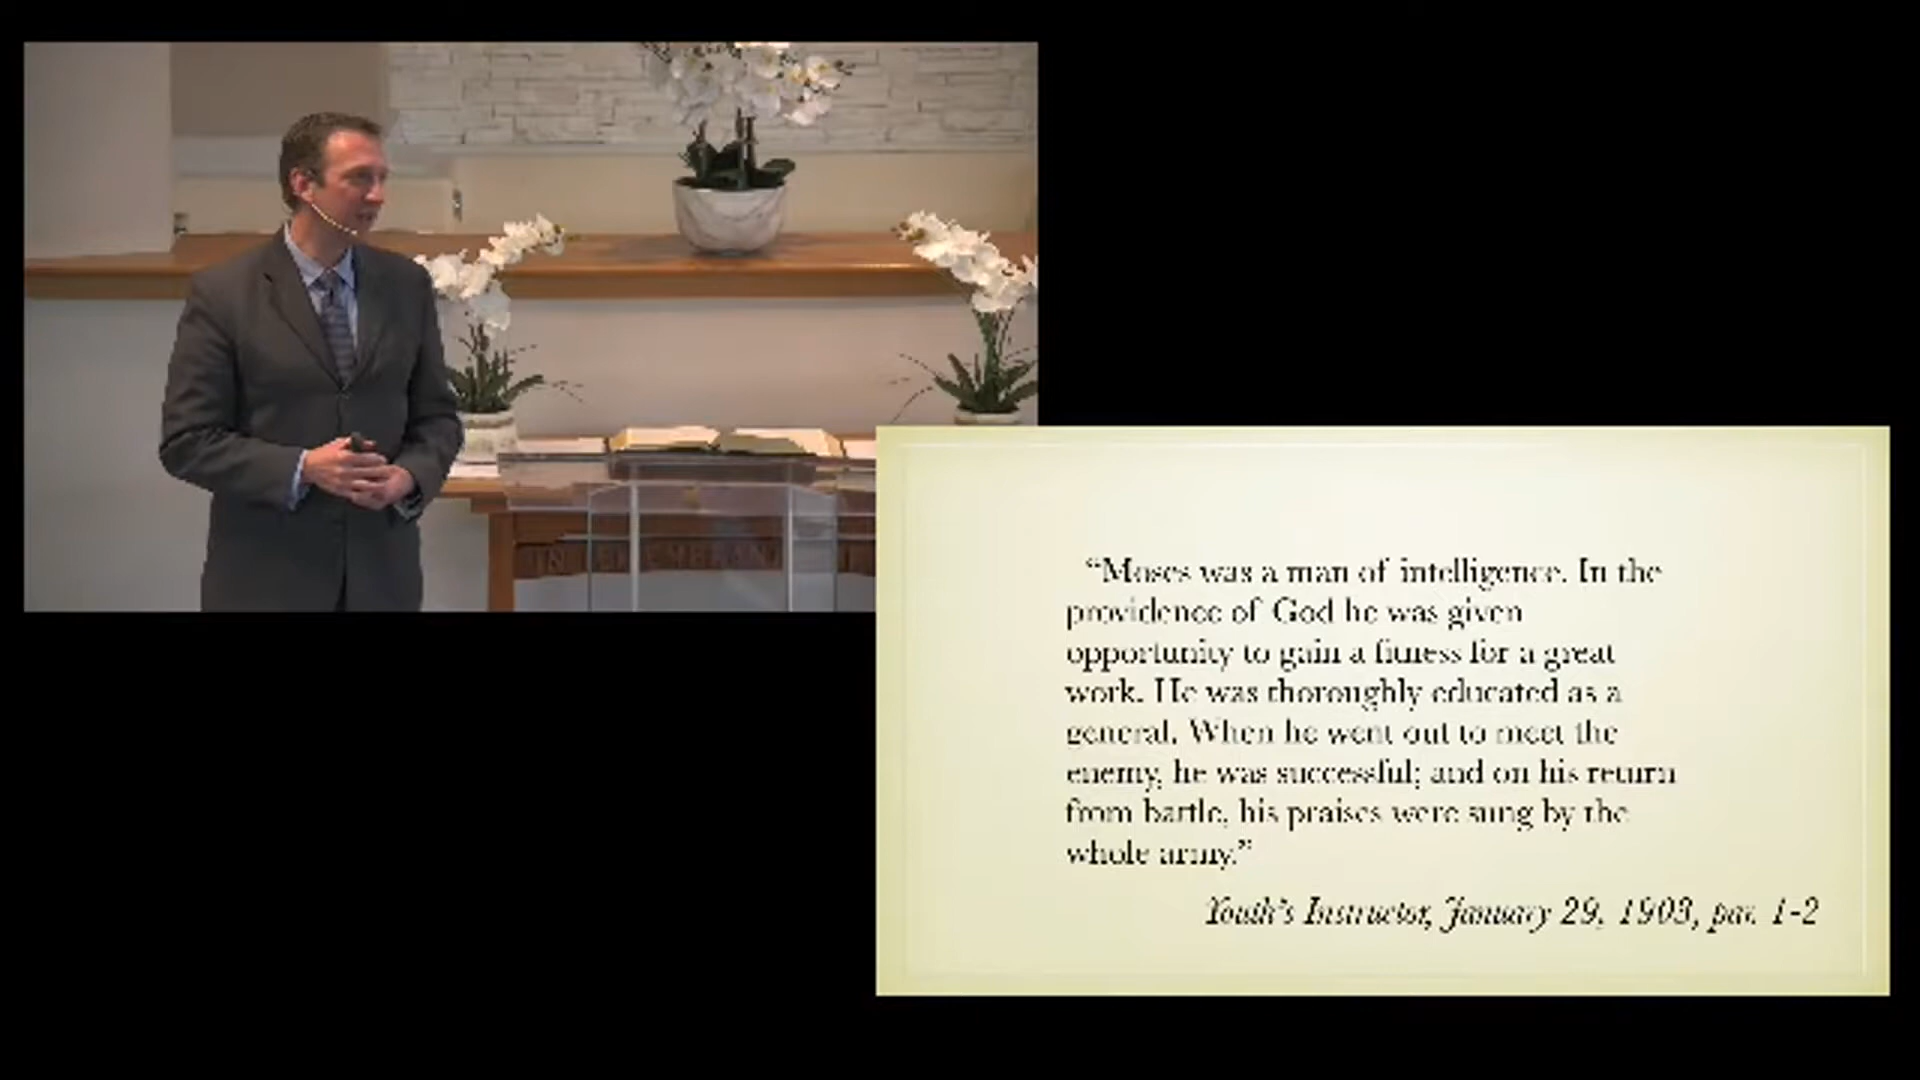 “Moses was a man of intelligence. In the
providence of God he was given
opportunity to gain a fitness for a great
work. He was thoroughly educated as a
general. When he went out to meet the
enemy, he was successful; and on his return
from battle, his praises were sung by the
whole army.”
Youth’s Instructor, January 29, 1903, par. 1-2
IN